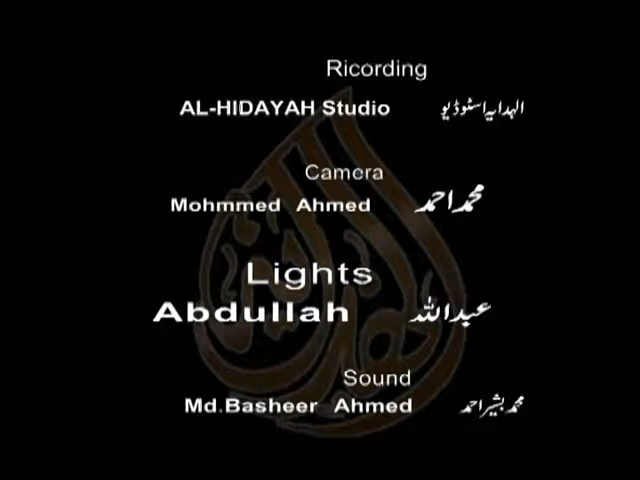 Ricording
AL-HIDAYAH Studio الہدایہ اسٹوڈیو
Camera
Mohmmed Ahmed محمد احمد
Lights
Abdullah عبداللہ
Sound
Md.Basheer Ahmed محمد بشیر احمد